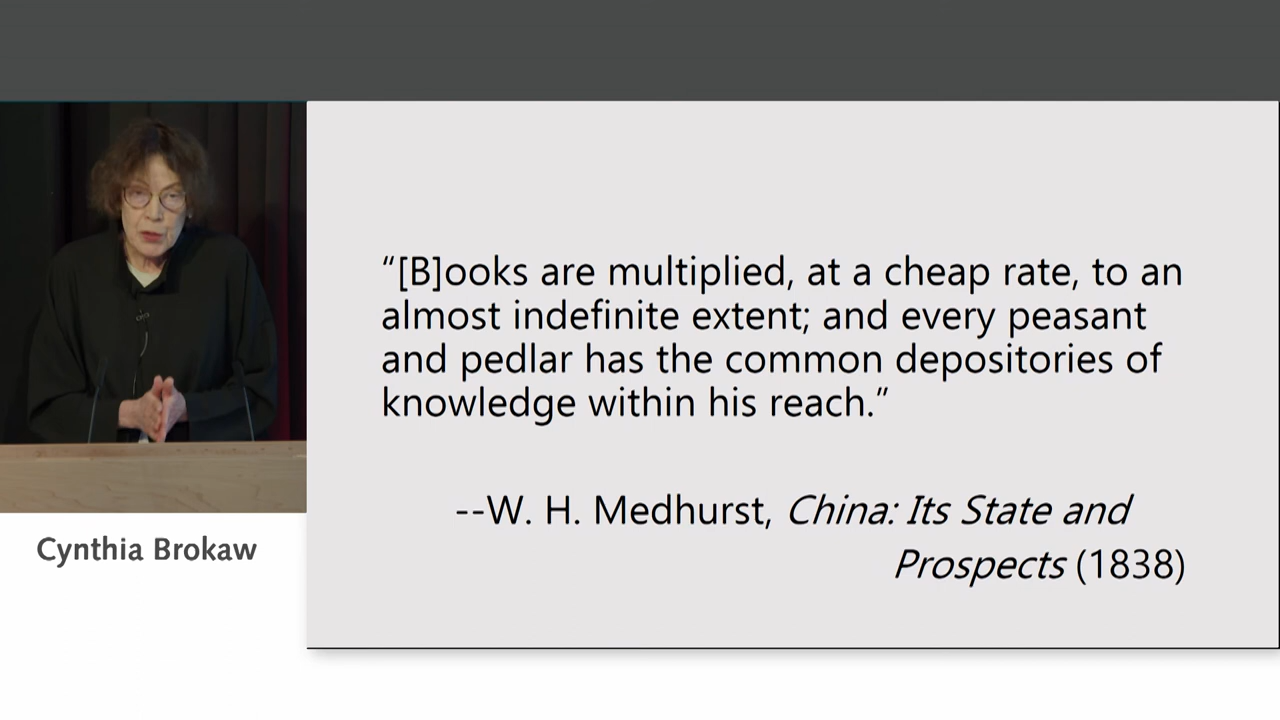 “[B]ooks are multiplied, at a cheap rate, to an
almost indefinite extent; and every peasant
and pedlar has the common depositories of
knowledge within his reach.”
--W. H. Medhurst, China: Its State and
Prospects (1838)
Cynthia Brokaw